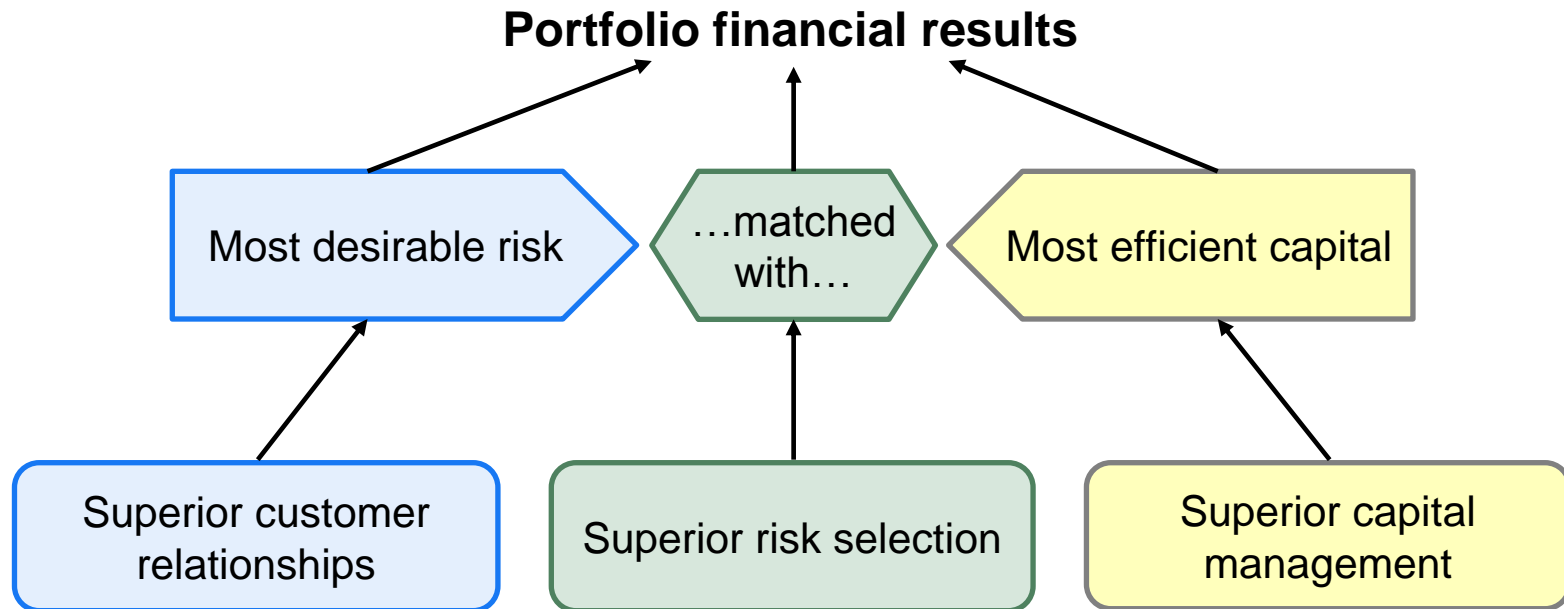 Portfolio financial results
Most desirable risk
…matched
with…
Most efficient capital
Superior customer
relationships
Superior risk selection
Superior capital
management